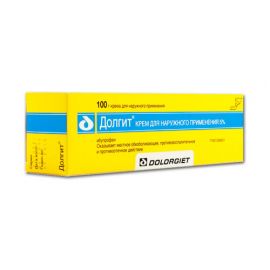 100 г крема для наружного применения
Долгит® КРЕМ ДЛЯ НАРУЖНОГО ПРИМЕНЕНИЯ 5%
ибупрофен
Оказывает местное обезболивающее, противовоспалительное
и противоотечное действие
DOLORGIET